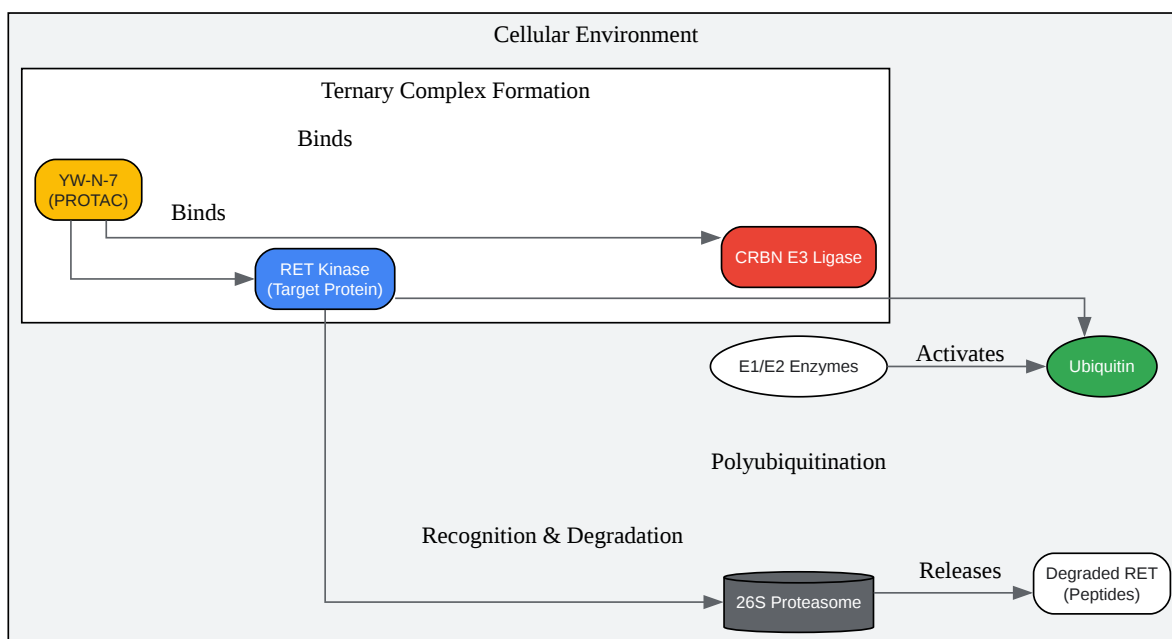 Cellular Environment
Ternary Complex Formation
Binds
YW-N-7
(PROTAC)
Binds
CRBN E3 Ligase
RET Kinase
(Target Protein)
E1/E2 Enzymes
Activates
Ubiquitin
Polyubiquitination
Recognition & Degradation
26S Proteasome
Releases
Degraded RET
(Peptides)